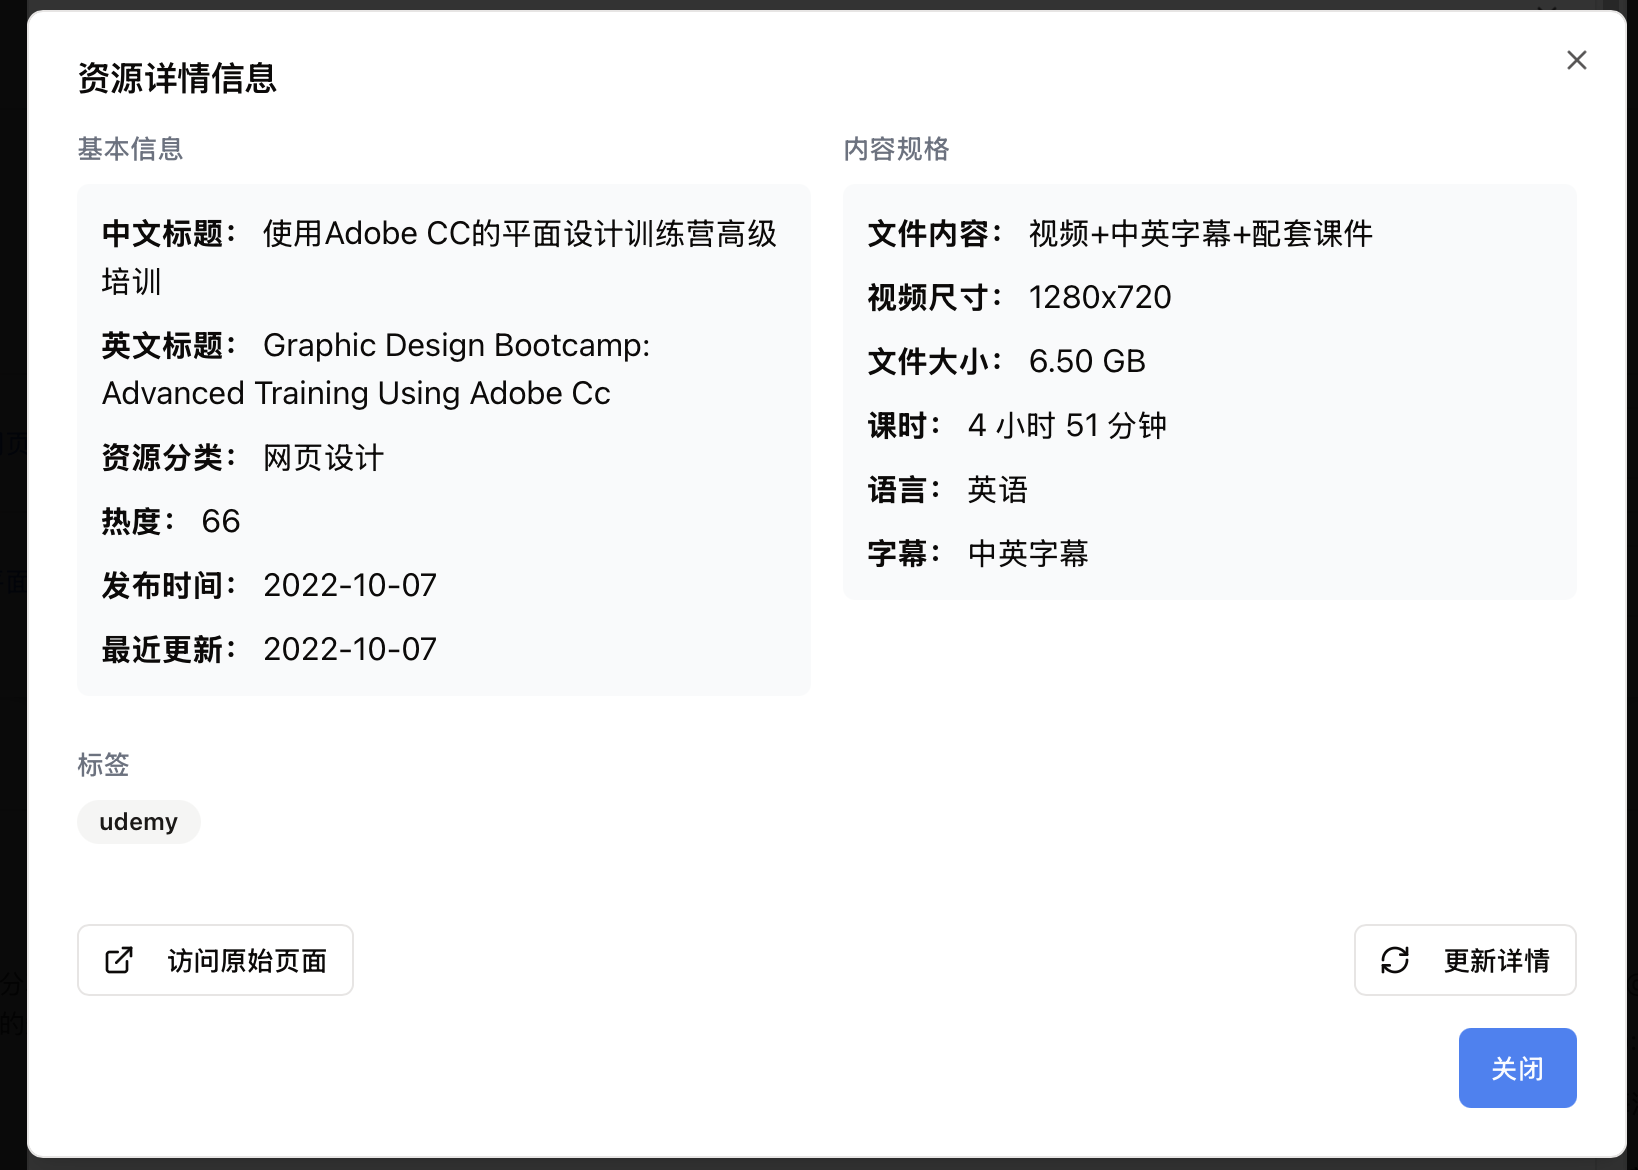 资源详情信息
基本信息
中文标题： 使用Adobe CC的平面设计训练营高级
培训
英文标题： Graphic Design Bootcamp:
Advanced Training Using Adobe Cc
资源分类： 网页设计
热度： 66
发布时间： 2022-10-07
最近更新： 2022-10-07
内容规格
文件内容： 视频+中英字幕+配套课件
视频尺寸： 1280x720
文件大小： 6.50 GB
课时： 4 小时 51 分钟
语言： 英语
字幕： 中英字幕
标签
udemy
访问原始页面
更新详情
关闭